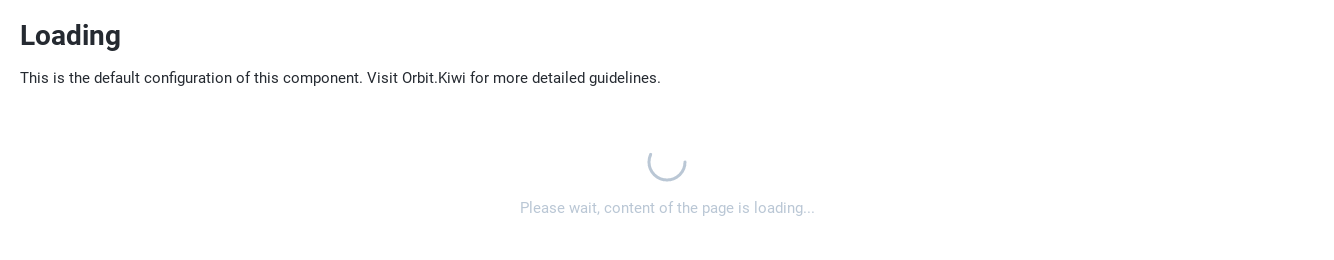 Loading
This is the default configuration of this component. Visit Orbit.Kiwi for more detailed guidelines.
Please wait, content of the page is loading...